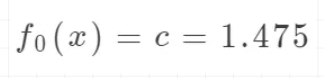 f₀(x) = c = 1.475